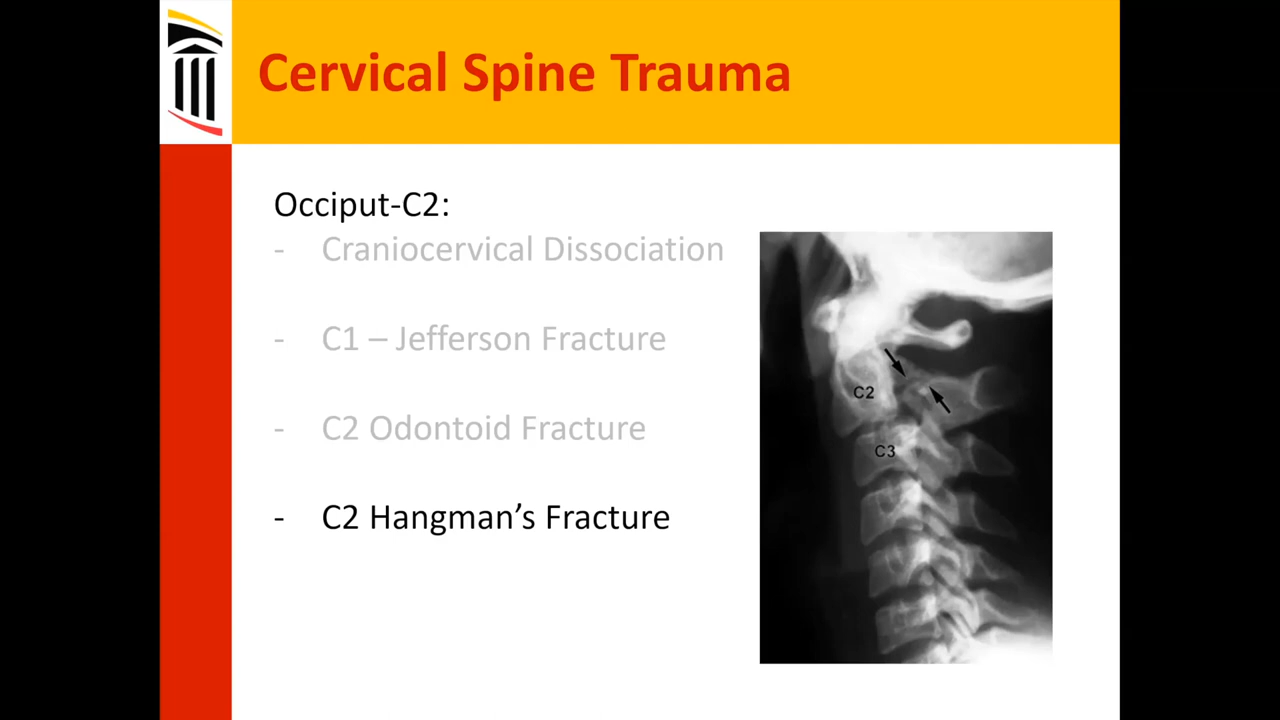 Cervical Spine Trauma
Occiput-C2:
- Craniocervical Dissociation
- C1 – Jefferson Fracture
- C2 Odontoid Fracture
- C2 Hangman’s Fracture
C2
C3